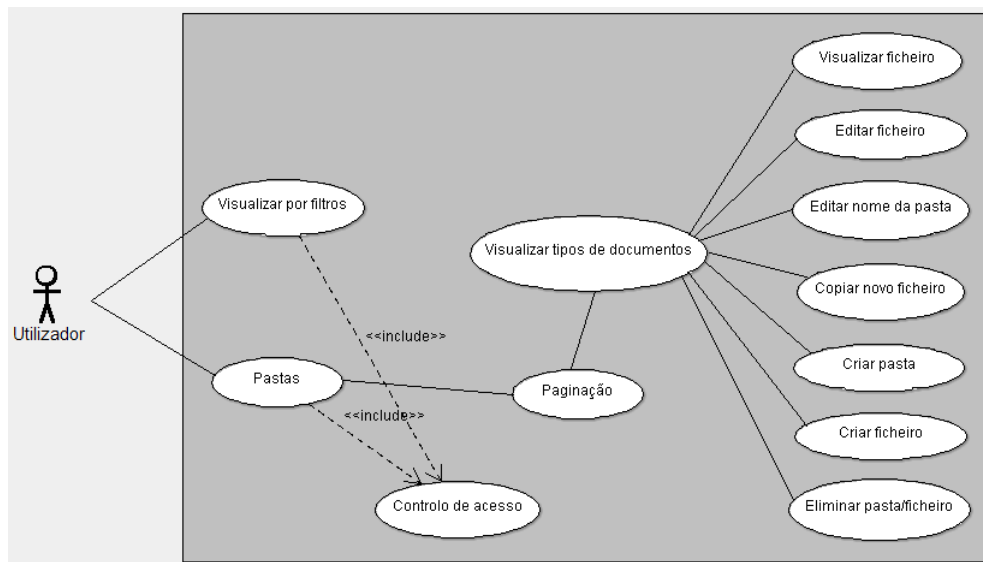 Visualizar ficheiro
Editar ficheiro
Visualizar por filtros
Editar nome da pasta
Visualizar tipos de documentos
Copiar novo ficheiro
Utilizador
<<include>>
Criar pasta
Pastas
Paginação
<<include>>
Criar ficheiro
Controlo de acesso
Eliminar pasta/ficheiro